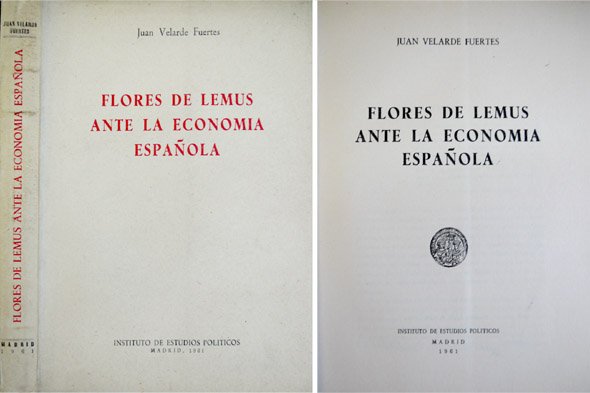 JUAN VELARDE
FUERTES
FLORES DE LEMUS ANTE LA ECONOMIA ESPAÑOLA
MADRID
1961
Juan Velarde Fuertes
FLORES DE LEMUS
ANTE LA ECONOMIA
ESPAÑOLA
INSTITUTO DE ESTUDIOS POLITICOS
MADRID, 1961
JUAN VELARDE FUERTES
FLORES DE LEMUS
ANTE LA ECONOMIA
ESPAÑOLA
INSTITUTO DE ESTUDIOS POLITICOS
MADRID
1961